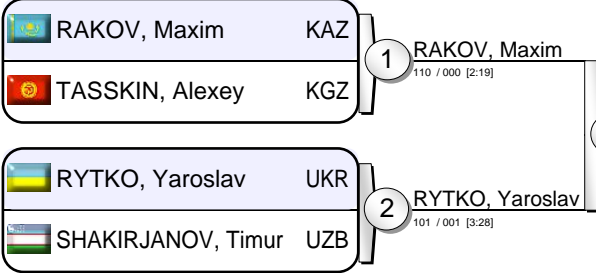 RAKOV, Maxim KAZ
TASSKIN, Alexey KGZ
1
RAKOV, Maxim
110 / 000 [2:19]
RYTKO, Yaroslav UKR
SHAKIRJANOV, Timur UZB
2
RYTKO, Yaroslav
101 / 001 [3:28]